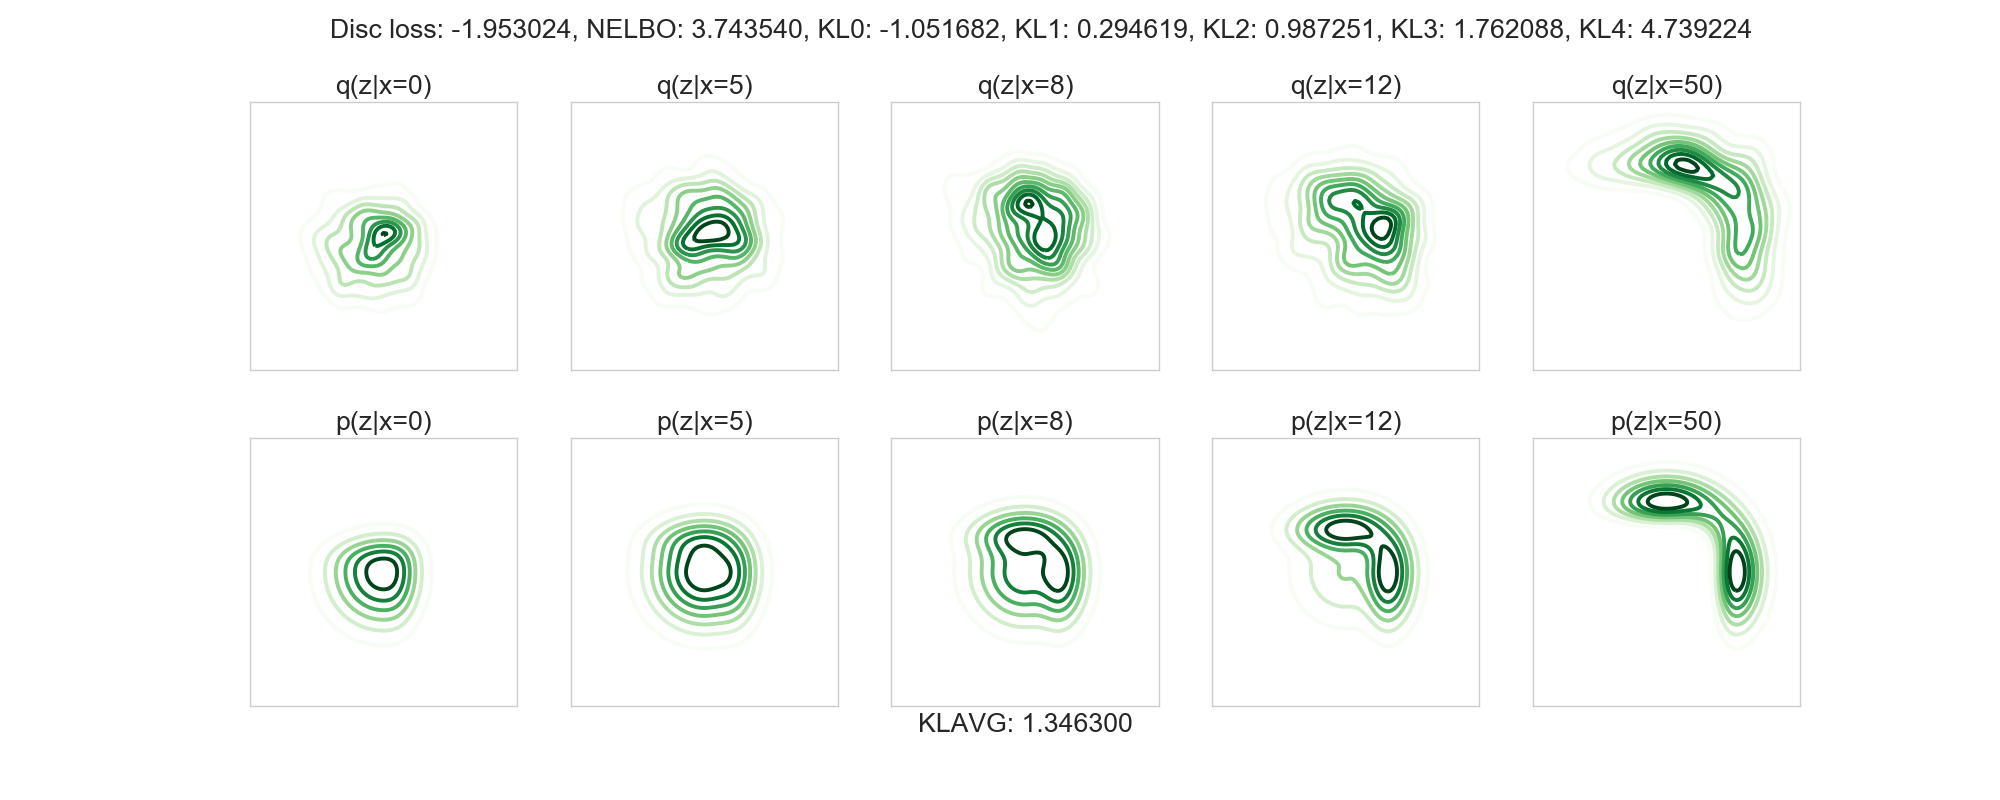 Disc loss: -1.953024, NELBO: 3.743540, KL0: -1.051682, KL1: 0.294619, KL2: 0.987251, KL3: 1.762088, KL4: 4.739224
q(z|x=0) q(z|x=5) q(z|x=8) q(z|x=12) q(z|x=50)
p(z|x=0) p(z|x=5) p(z|x=8) p(z|x=12) p(z|x=50)
KLAVG: 1.346300